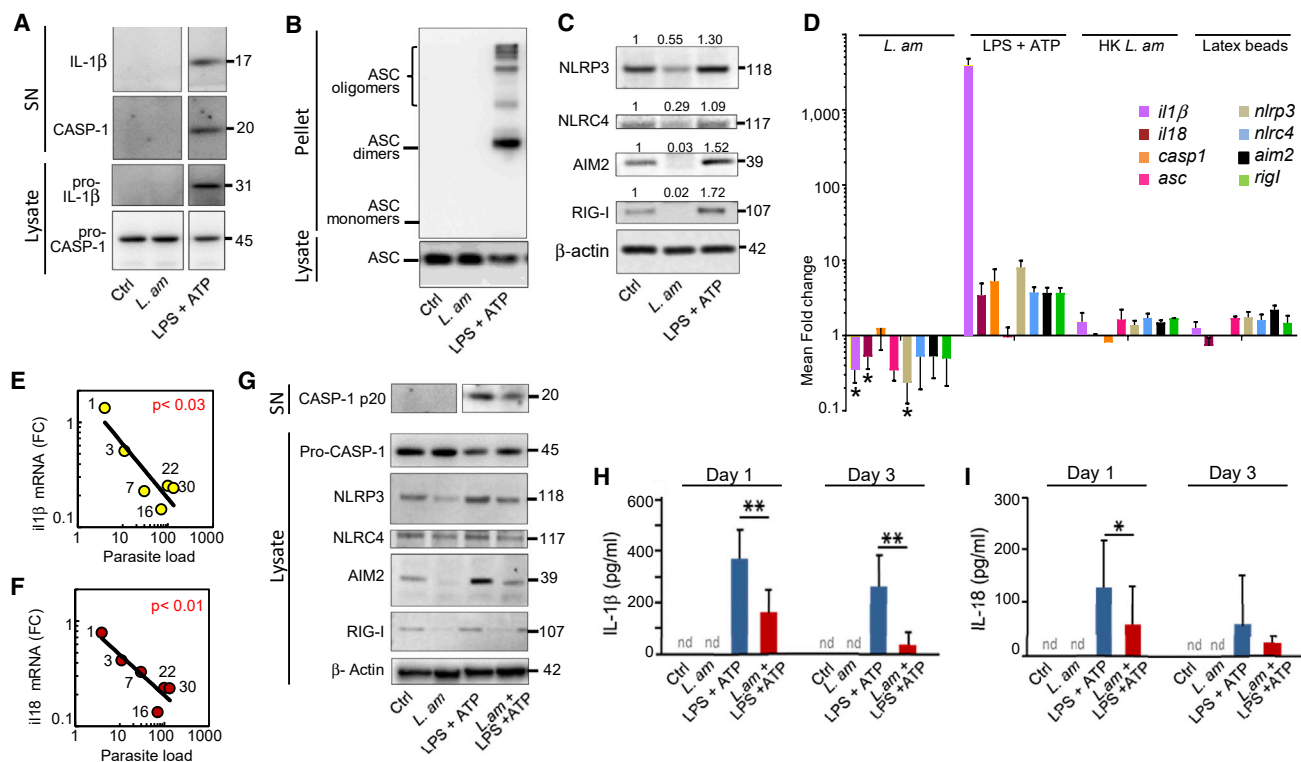 A
SN
IL-1β
17
CASP-1
20
Lysate
pro-
IL-1β
31
pro-
CASP-1
45
Ctrl
L. am
LPS + ATP
B
Pellet
ASC
oligomers
ASC
dimers
ASC
monomers
Lysate
ASC
Ctrl
L. am
LPS + ATP
C
1 0.55 1.30
NLRP3
118
1 0.29 1.09
NLRC4
117
1 0.03 1.52
AIM2
39
1 0.02 1.72
RIG-I
107
β-actin
42
Ctrl
L. am
LPS + ATP
D
L. am
LPS + ATP
HK L. am
Latex beads
Mean Fold change
1,000
100
10
1
0.1
il1β
il18
casp1
asc
nlrp3
nlrc4
aim2
rigI
* * *
E
p< 0.03
il1β mRNA (FC)
1
0.1
1
3
7
16
22
30
1 10 100 1000
Parasite load
F
p< 0.01
il18 mRNA (FC)
1
0.1
1
3
7
16
22
30
1 10 100 1000
Parasite load
G
SN
CASP-1 p20
20
Lysate
Pro-CASP-1
45
NLRP3
118
NLRC4
117
AIM2
39
RIG-I
107
β- Actin
42
Ctrl
L. am
LPS + ATP
L.am +
LPS +ATP
H
Day 1
Day 3
IL-1β (pg/ml)
600
400
200
0
nd nd
**
nd nd
**
Ctrl
L. am
LPS + ATP
L.am +
LPS +ATP
Ctrl
L. am
LPS + ATP
L.am +
LPS +ATP
I
Day 1
Day 3
IL-18 (pg/ml)
300
200
100
0
nd nd
*
nd nd
Ctrl
L. am
LPS + ATP
L.am +
LPS +ATP
Ctrl
L. am
LPS + ATP
L.am +
LPS +ATP